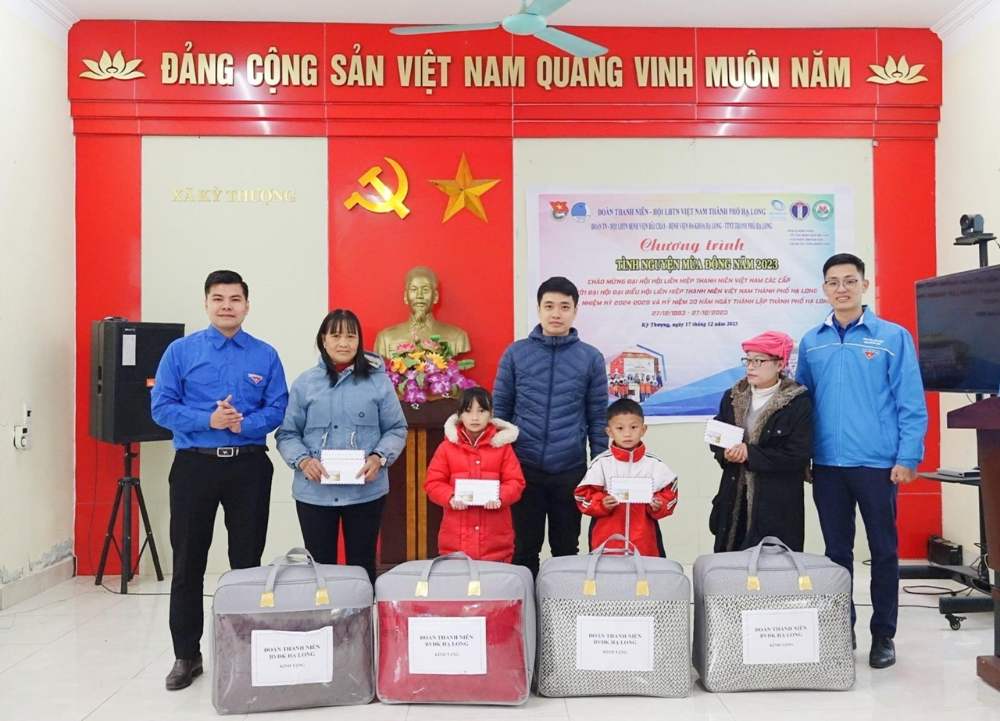 ĐẢNG CỘNG SẢN VIỆT NAM QUANG VINH MUÔN NĂM
XÃ KỲ THƯỢNG
ĐOÀN THANH NIÊN - HỘI LHTN VIỆT NAM THÀNH PHỐ HẠ LONG
ĐOÀN TN - HỘI LHTN BỆNH VIỆN BÃI CHÁY - BỆNH VIỆN ĐA KHOA HẠ LONG - TTYT THÀNH PHỐ HẠ LONG
Chương trình
TÌNH NGUYỆN MÙA ĐÔNG NĂM 2023
CHÀO MỪNG ĐẠI HỘI HỘI LIÊN HIỆP THANH NIÊN VIỆT NAM CÁC CẤP
ĐẠI HỘI ĐẠI BIỂU HỘI LIÊN HIỆP THANH NIÊN VIỆT NAM THÀNH PHỐ HẠ LONG
NHIỆM KỲ 2024-2029 VÀ KỶ NIỆM 30 NĂM NGÀY THÀNH LẬP THÀNH PHỐ HẠ LONG
27/12/1993 - 27/12/2023
Kỳ Thượng, ngày 17 tháng 12 năm 2023
ĐOÀN THANH NIÊN
BVĐK HẠ LONG
KÍNH TẶNG
ĐOÀN THANH NIÊN
BVĐK HẠ LONG
KÍNH TẶNG
ĐOÀN THANH NIÊN
BVĐK HẠ LONG
KÍNH TẶNG
ĐOÀN THANH NIÊN
BVĐK HẠ LONG
KÍNH TẶNG